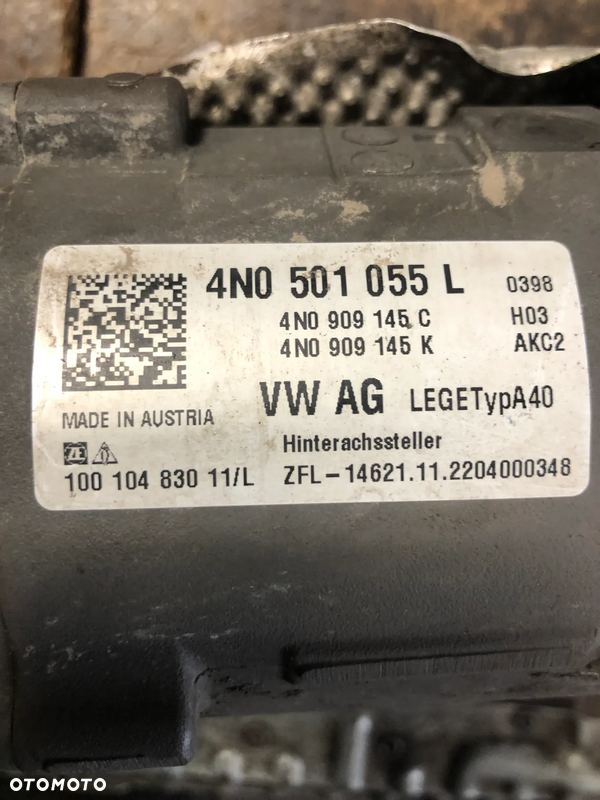 4N0 501 055 L 0398
4N0 909 145 C H03
4N0 909 145 K AKC2
VW AG LEGETypA40
MADE IN AUSTRIA
Hinterachssteller
ZF
100 104 830 11/L ZFL-14621.11.2204000348
OTOMOTO